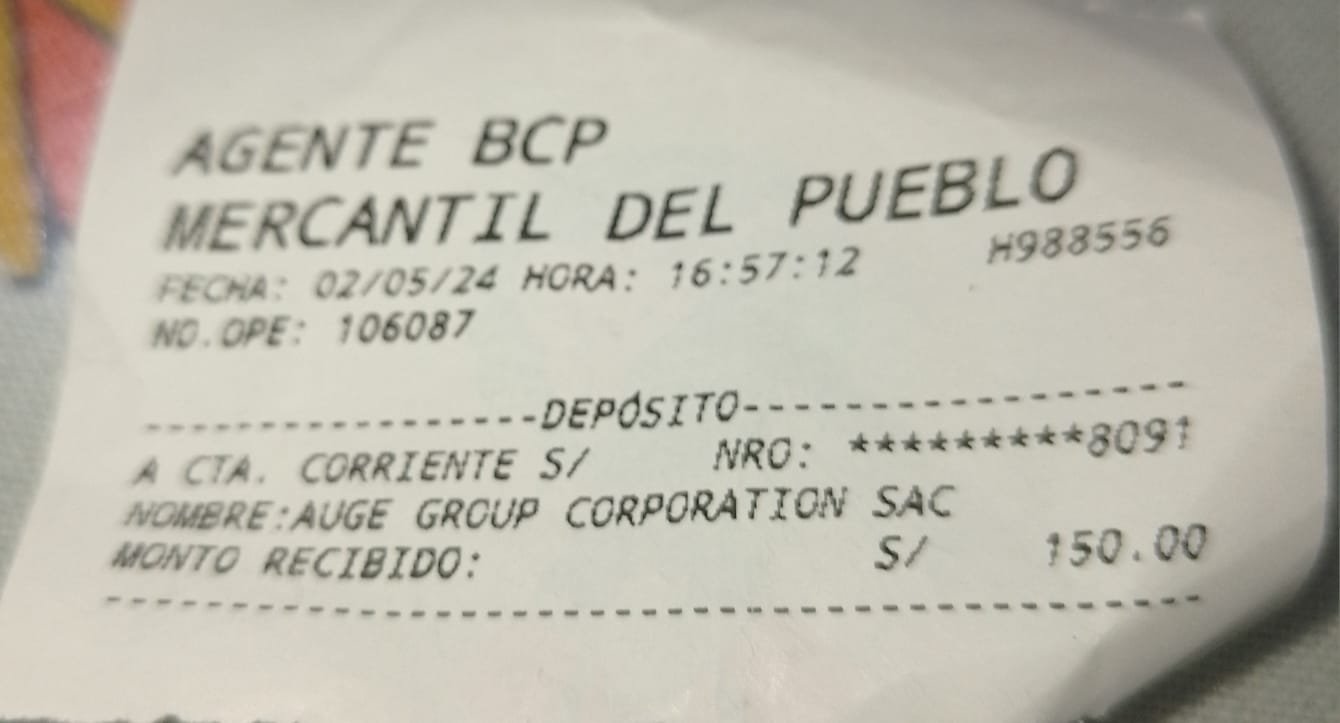 AGENTE BCP
MERCANTIL DEL PUEBLO
FECHA: 02/05/24 HORA: 16:57:12 H988556
NO.OPE: 106087
-----------------DEPÓSITO-----------------
A CTA. CORRIENTE S/ NRO: *********8091
NOMBRE:AUGE GROUP CORPORATION SAC
MONTO RECIBIDO: S/ 150.00
------------------------------------------